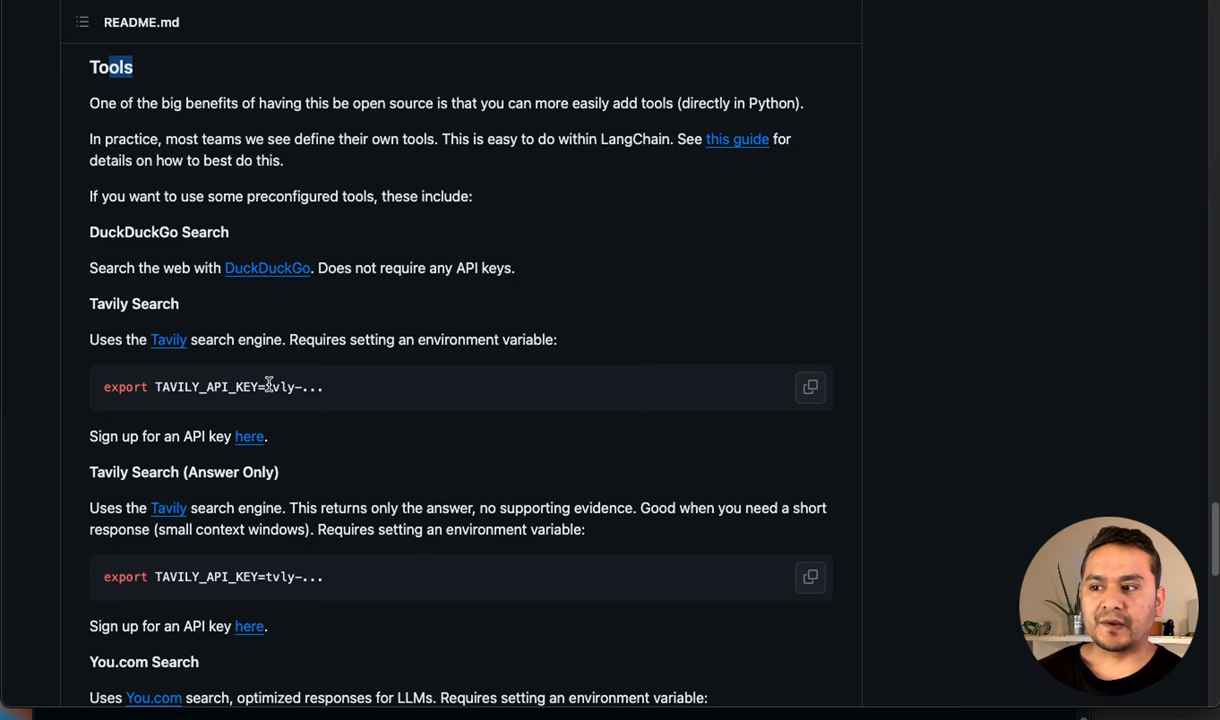 README.md
Tools
One of the big benefits of having this be open source is that you can more easily add tools (directly in Python).
In practice, most teams we see define their own tools. This is easy to do within LangChain. See this guide for
details on how to best do this.
If you want to use some preconfigured tools, these include:
DuckDuckGo Search
Search the web with DuckDuckGo. Does not require any API keys.
Tavily Search
Uses the Tavily search engine. Requires setting an environment variable:
export TAVILY_API_KEY=tvly-...
Sign up for an API key here.
Tavily Search (Answer Only)
Uses the Tavily search engine. This returns only the answer, no supporting evidence. Good when you need a short
response (small context windows). Requires setting an environment variable:
export TAVILY_API_KEY=tvly-...
Sign up for an API key here.
You.com Search
Uses You.com search, optimized responses for LLMs. Requires setting an environment variable: